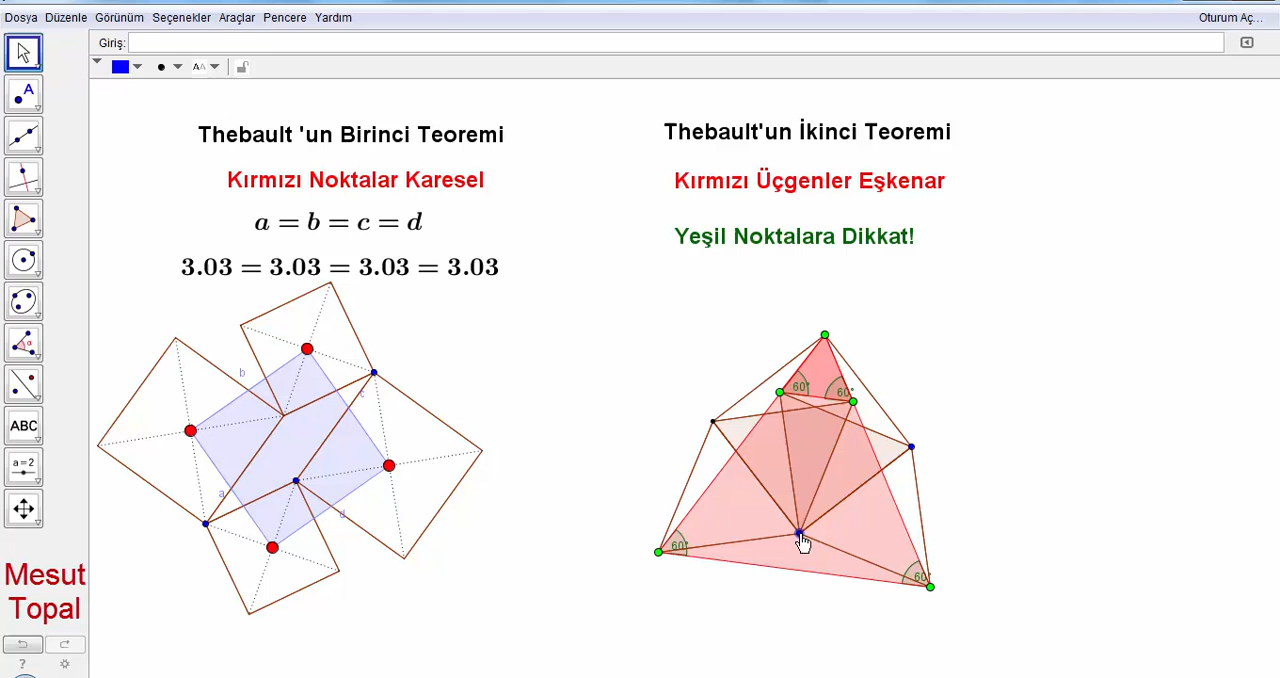 Dosya Düzenle Görünüm Seçenekler Araçlar Pencere Yardım
Oturum Aç...
Giriş:
AA
A
α
ABC
a=2
Thebault 'un Birinci Teoremi
Kırmızı Noktalar Karesel
a = b = c = d
3.03 = 3.03 = 3.03 = 3.03
b
c
a
d
Thebault'un İkinci Teoremi
Kırmızı Üçgenler Eşkenar
Yeşil Noktalara Dikkat!
60°
60°
60°
60°
Mesut
Topal
?